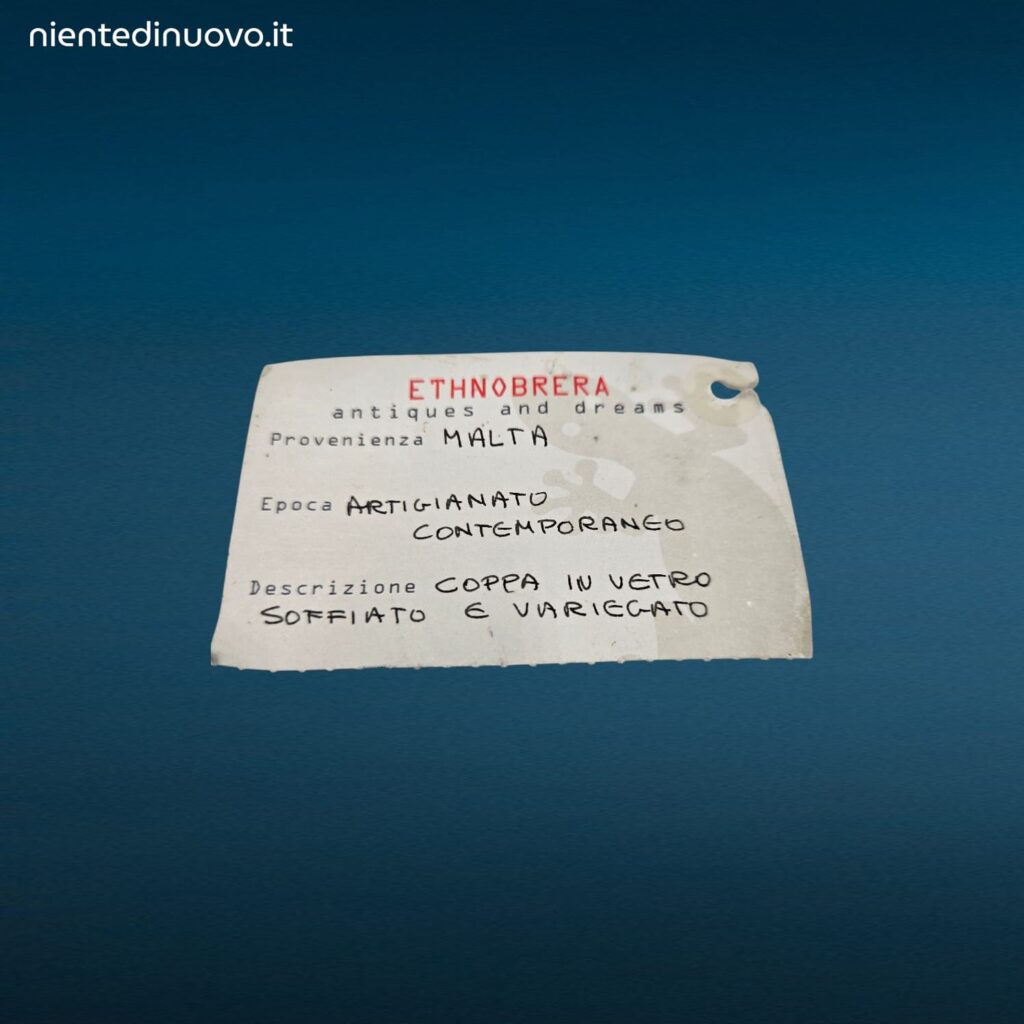 nientedinuovo.it
ETHNOBRERA
antiques and dreams
Provenienza MALTA
Epoca ARTIGIANATO
CONTEMPORANEO
Descrizione COPPA IN VETRO
SOFFIATO E VARIEGATO